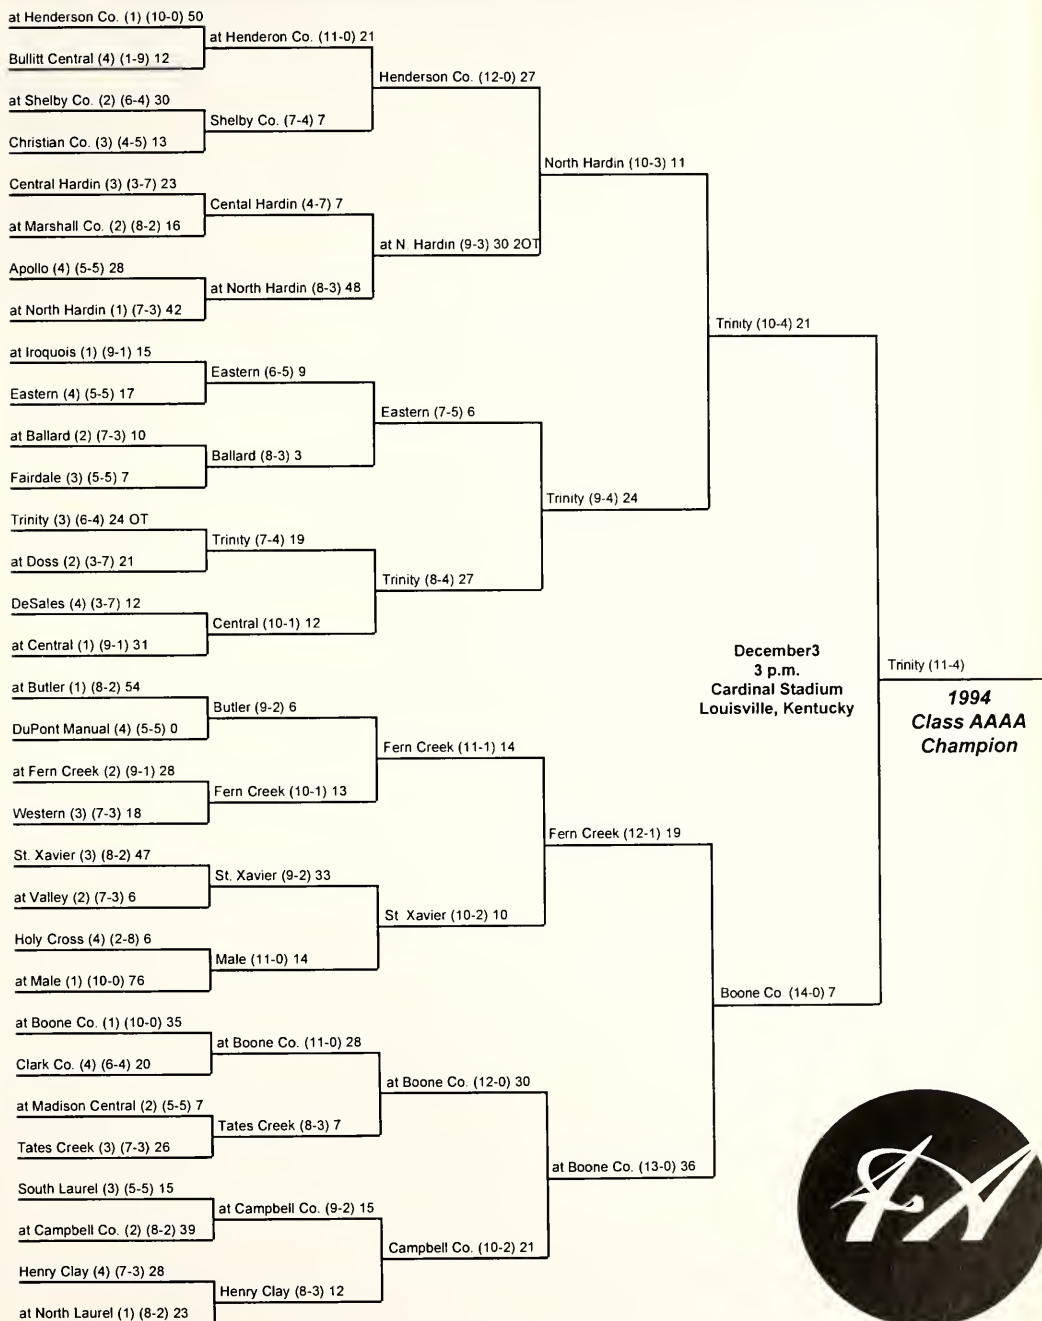 at Henderson Co. (1) (10-0) 50
Bullitt Central (4) (1-9) 12
at Shelby Co. (2) (6-4) 30
Christian Co. (3) (4-5) 13
Central Hardin (3) (3-7) 23
at Marshall Co. (2) (8-2) 16
Apollo (4) (5-5) 28
at North Hardin (1) (7-3) 42
at Iroquois (1) (9-1) 15
Eastern (4) (5-5) 17
at Ballard (2) (7-3) 10
Fairdale (3) (5-5) 7
Trinity (3) (6-4) 24 OT
at Doss (2) (3-7) 21
DeSales (4) (3-7) 12
at Central (1) (9-1) 31
at Butler (1) (8-2) 54
DuPont Manual (4) (5-5) 0
at Fern Creek (2) (9-1) 28
Western (3) (7-3) 18
St. Xavier (3) (8-2) 47
at Valley (2) (7-3) 6
Holy Cross (4) (2-8) 6
at Male (1) (10-0) 76
at Boone Co. (1) (10-0) 35
Clark Co. (4) (6-4) 20
at Madison Central (2) (5-5) 7
Tates Creek (3) (7-3) 26
South Laurel (3) (5-5) 15
at Campbell Co. (2) (8-2) 39
Henry Clay (4) (7-3) 28
at North Laurel (1) (8-2) 23
at Henderon Co. (11-0) 21
Shelby Co. (7-4) 7
Cental Hardin (4-7) 7
at North Hardin (8-3) 48
Eastern (6-5) 9
Ballard (8-3) 3
Trinity (7-4) 19
Central (10-1) 12
Butler (9-2) 6
Fern Creek (10-1) 13
St. Xavier (9-2) 33
Male (11-0) 14
at Boone Co. (11-0) 28
Tates Creek (8-3) 7
at Campbell Co. (9-2) 15
Henry Clay (8-3) 12
Henderson Co. (12-0) 27
at N. Hardin (9-3) 30 2OT
Eastern (7-5) 6
Trinity (8-4) 27
Fern Creek (11-1) 14
St Xavier (10-2) 10
at Boone Co. (12-0) 30
Campbell Co. (10-2) 21
North Hardin (10-3) 11
Trinity (9-4) 24
Fern Creek (12-1) 19
at Boone Co. (13-0) 36
Trinity (10-4) 21
Boone Co. (14-0) 7
December3
3 p.m.
Cardinal Stadium
Louisville, Kentucky
Trinity (11-4)
1994
Class AAAA
Champion